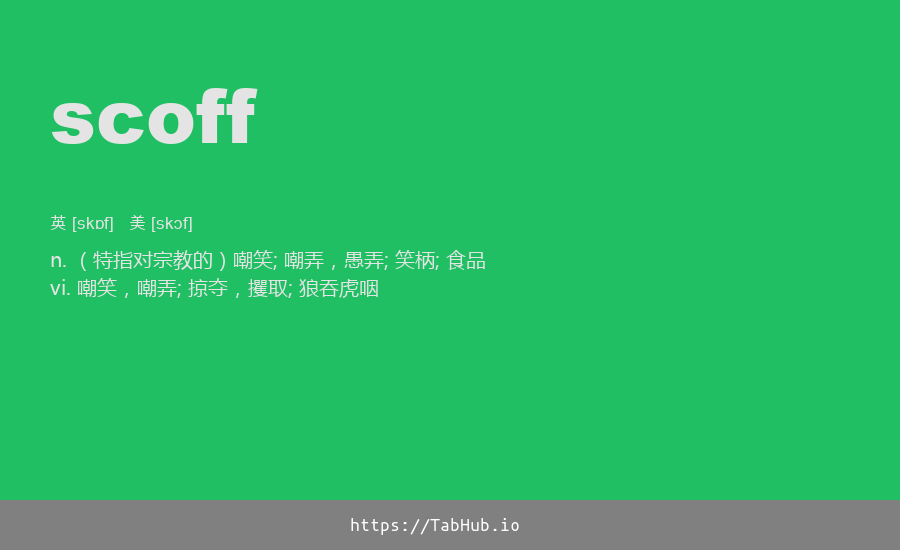 scoff
英 [skɒf] 美 [skɔf]
n. （特指对宗教的）嘲笑; 嘲弄，愚弄; 笑柄; 食品
vi. 嘲笑，嘲弄; 掠夺，攫取; 狼吞虎咽
https://TabHub.io